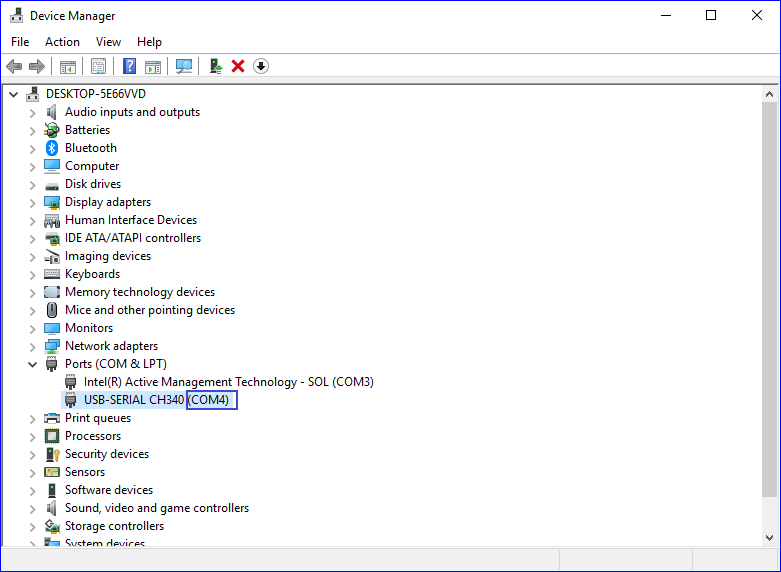 Device Manager
File Action View Help
DESKTOP-5E66VVD
Audio inputs and outputs
Batteries
Bluetooth
Computer
Disk drives
Display adapters
Human Interface Devices
IDE ATA/ATAPI controllers
Imaging devices
Keyboards
Memory technology devices
Mice and other pointing devices
Monitors
Network adapters
Ports (COM & LPT)
Intel(R) Active Management Technology - SOL (COM3)
USB-SERIAL CH340 (COM4)
Print queues
Processors
Security devices
Sensors
Software devices
Sound, video and game controllers
Storage controllers
System devices